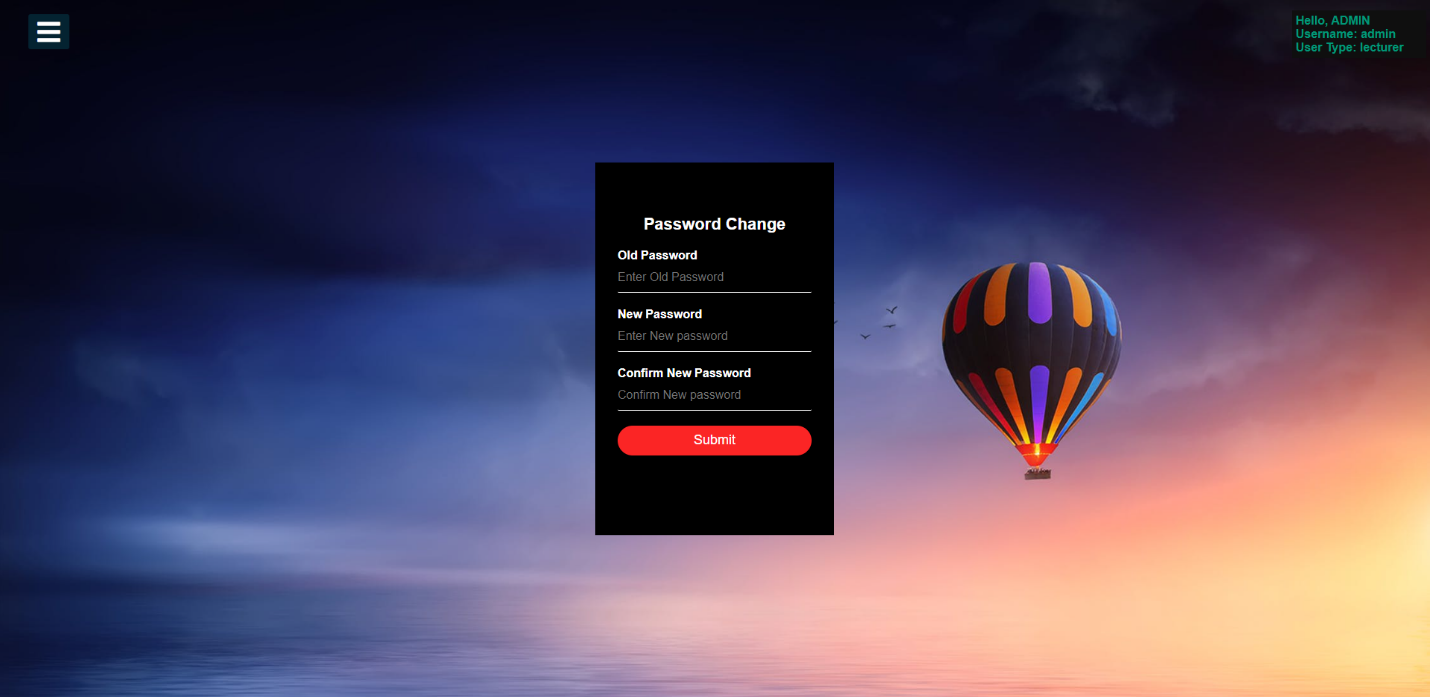 Hello, ADMIN
Username: admin
User Type: lecturer
Password Change
Old Password
Enter Old Password
New Password
Enter New password
Confirm New Password
Confirm New password
Submit